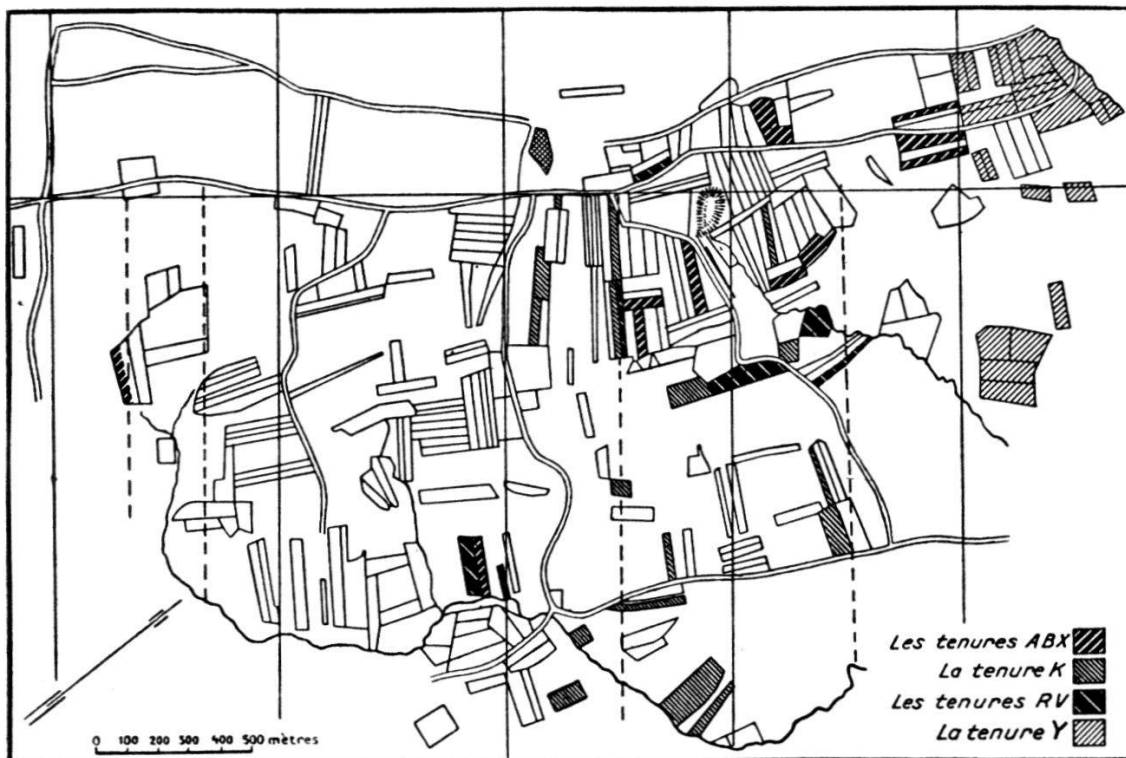 Les tenures ABX
La tenure K
Les tenures RV
La tenure Y
0 100 200 300 400 500 mètres